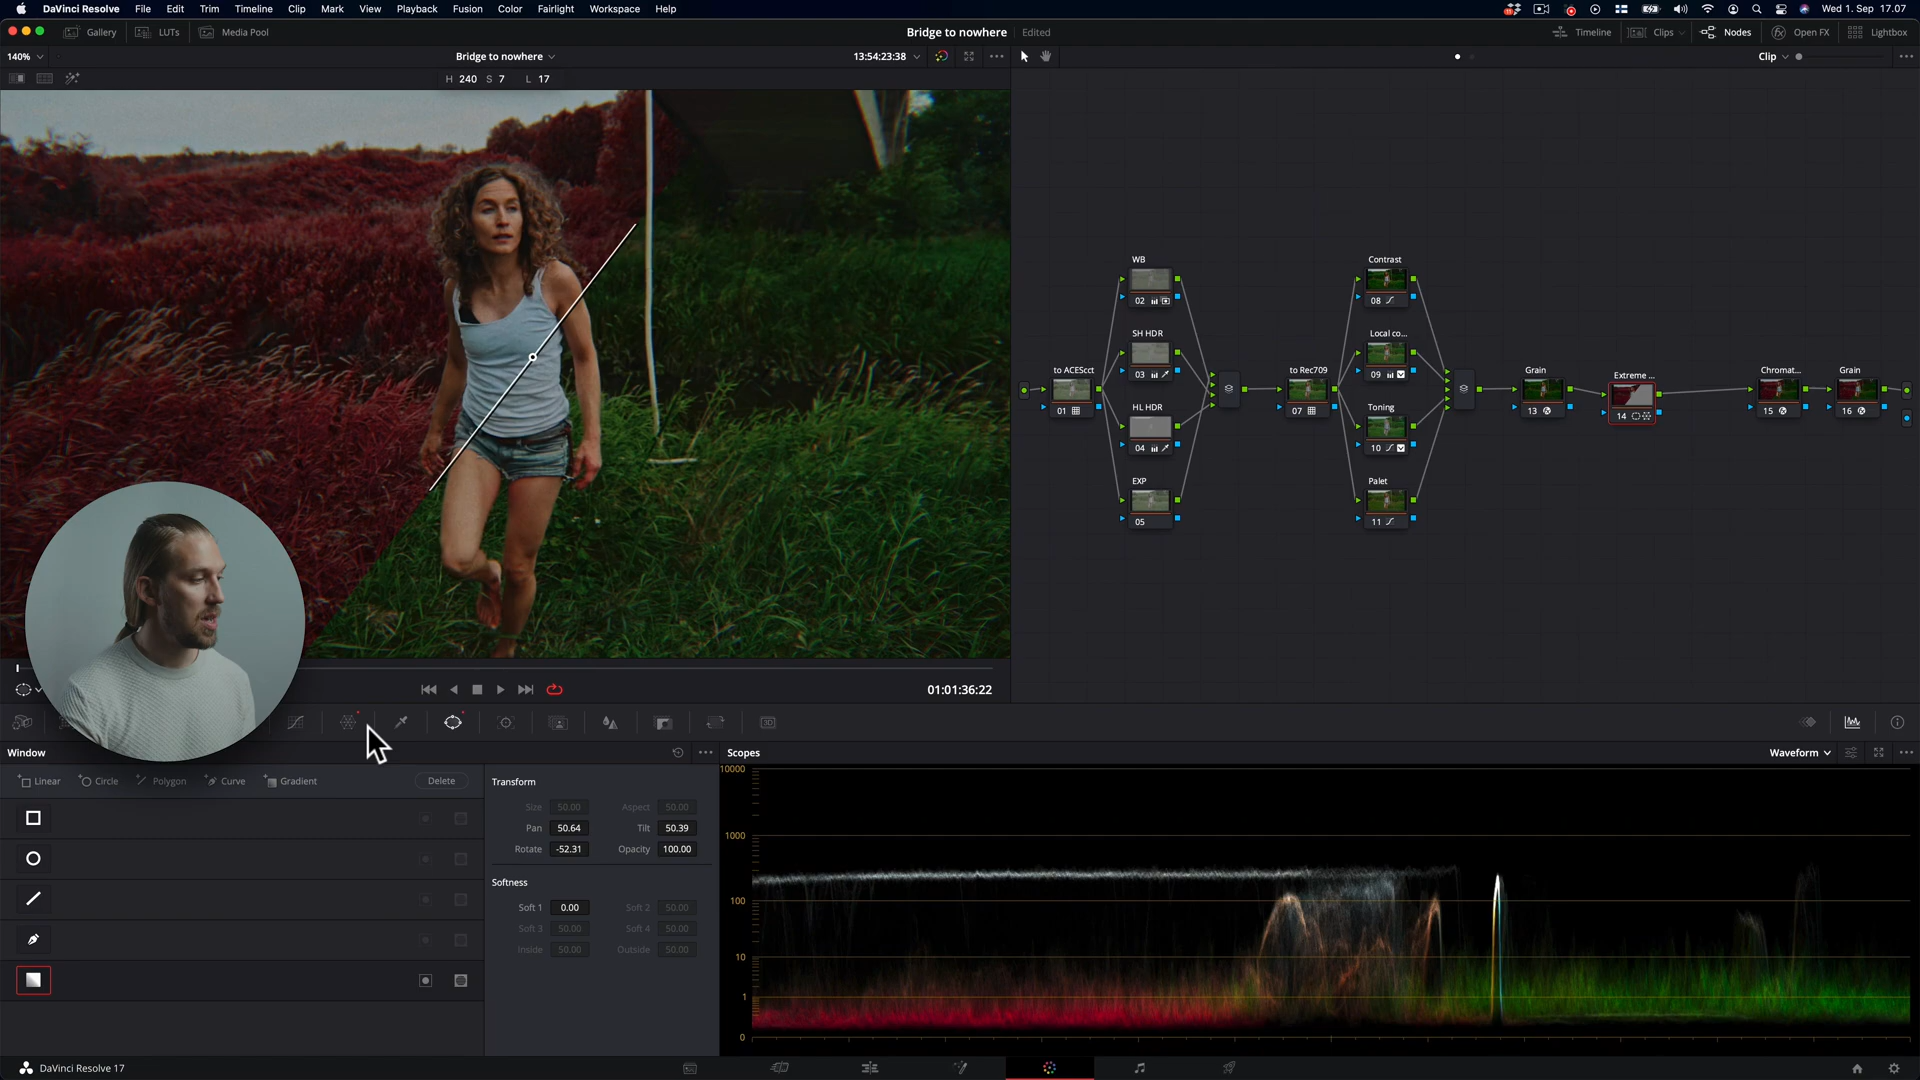 DaVinci Resolve File Edit Trim Timeline Clip Mark View Playback Fusion Color Fairlight Workspace Help Wed 1. Sep 17.07
Gallery LUTs Media Pool Bridge to nowhere Edited Timeline Clips Nodes Open FX Lightbox
140% Bridge to nowhere 13:54:23:38 Clip
H 240 S 7 L 17
WB
02
Contrast
08
SH HDR
03
Local co...
09
to ACEScct
01
to Rec709
07
Grain
13
Extreme ...
14
Chromat...
15
Grain
16
HL HDR
04
Toning
10
EXP
05
Palet
11
01:01:36:22
Window
Linear Circle Polygon Curve Gradient Delete
Transform
Size 50.00 Aspect 50.00
Pan 50.64 Tilt 50.39
Rotate -52.31 Opacity 100.00
Softness
Soft 1 0.00 Soft 2 50.00
Soft 3 50.00 Soft 4 50.00
Inside 50.00 Outside 50.00
Scopes Waveform
10000
1000
100
10
1
0
3D
DaVinci Resolve 17